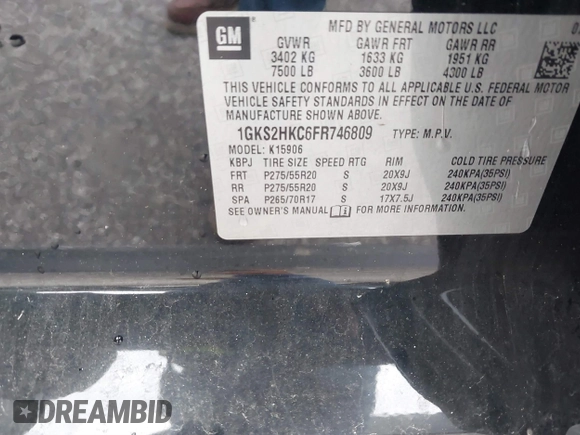 GM
MFD BY GENERAL MOTORS LLC
GVWR GAWR FRT GAWR RR
3402 KG 1633 KG 1951 KG
7500 LB 3600 LB 4300 LB
THIS VEHICLE CONFORMS TO ALL APPLICABLE U.S. FEDERAL MOTOR
VEHICLE SAFETY STANDARDS IN EFFECT ON THE DATE OF
MANUFACTURE SHOWN ABOVE.
1GKS2HKC6FR746809 TYPE: M.P.V.
MODEL: K15906
KBPJ TIRE SIZE SPEED RTG RIM COLD TIRE PRESSURE
FRT P275/55R20 S 20X9J 240KPA(35PSI)
RR P275/55R20 S 20X9J 240KPA(35PSI)
SPA P265/70R17 S 17X7.5J 240KPA(35PSI)
SEE OWNER'S MANUAL FOR MORE INFORMATION.
DREAMBID